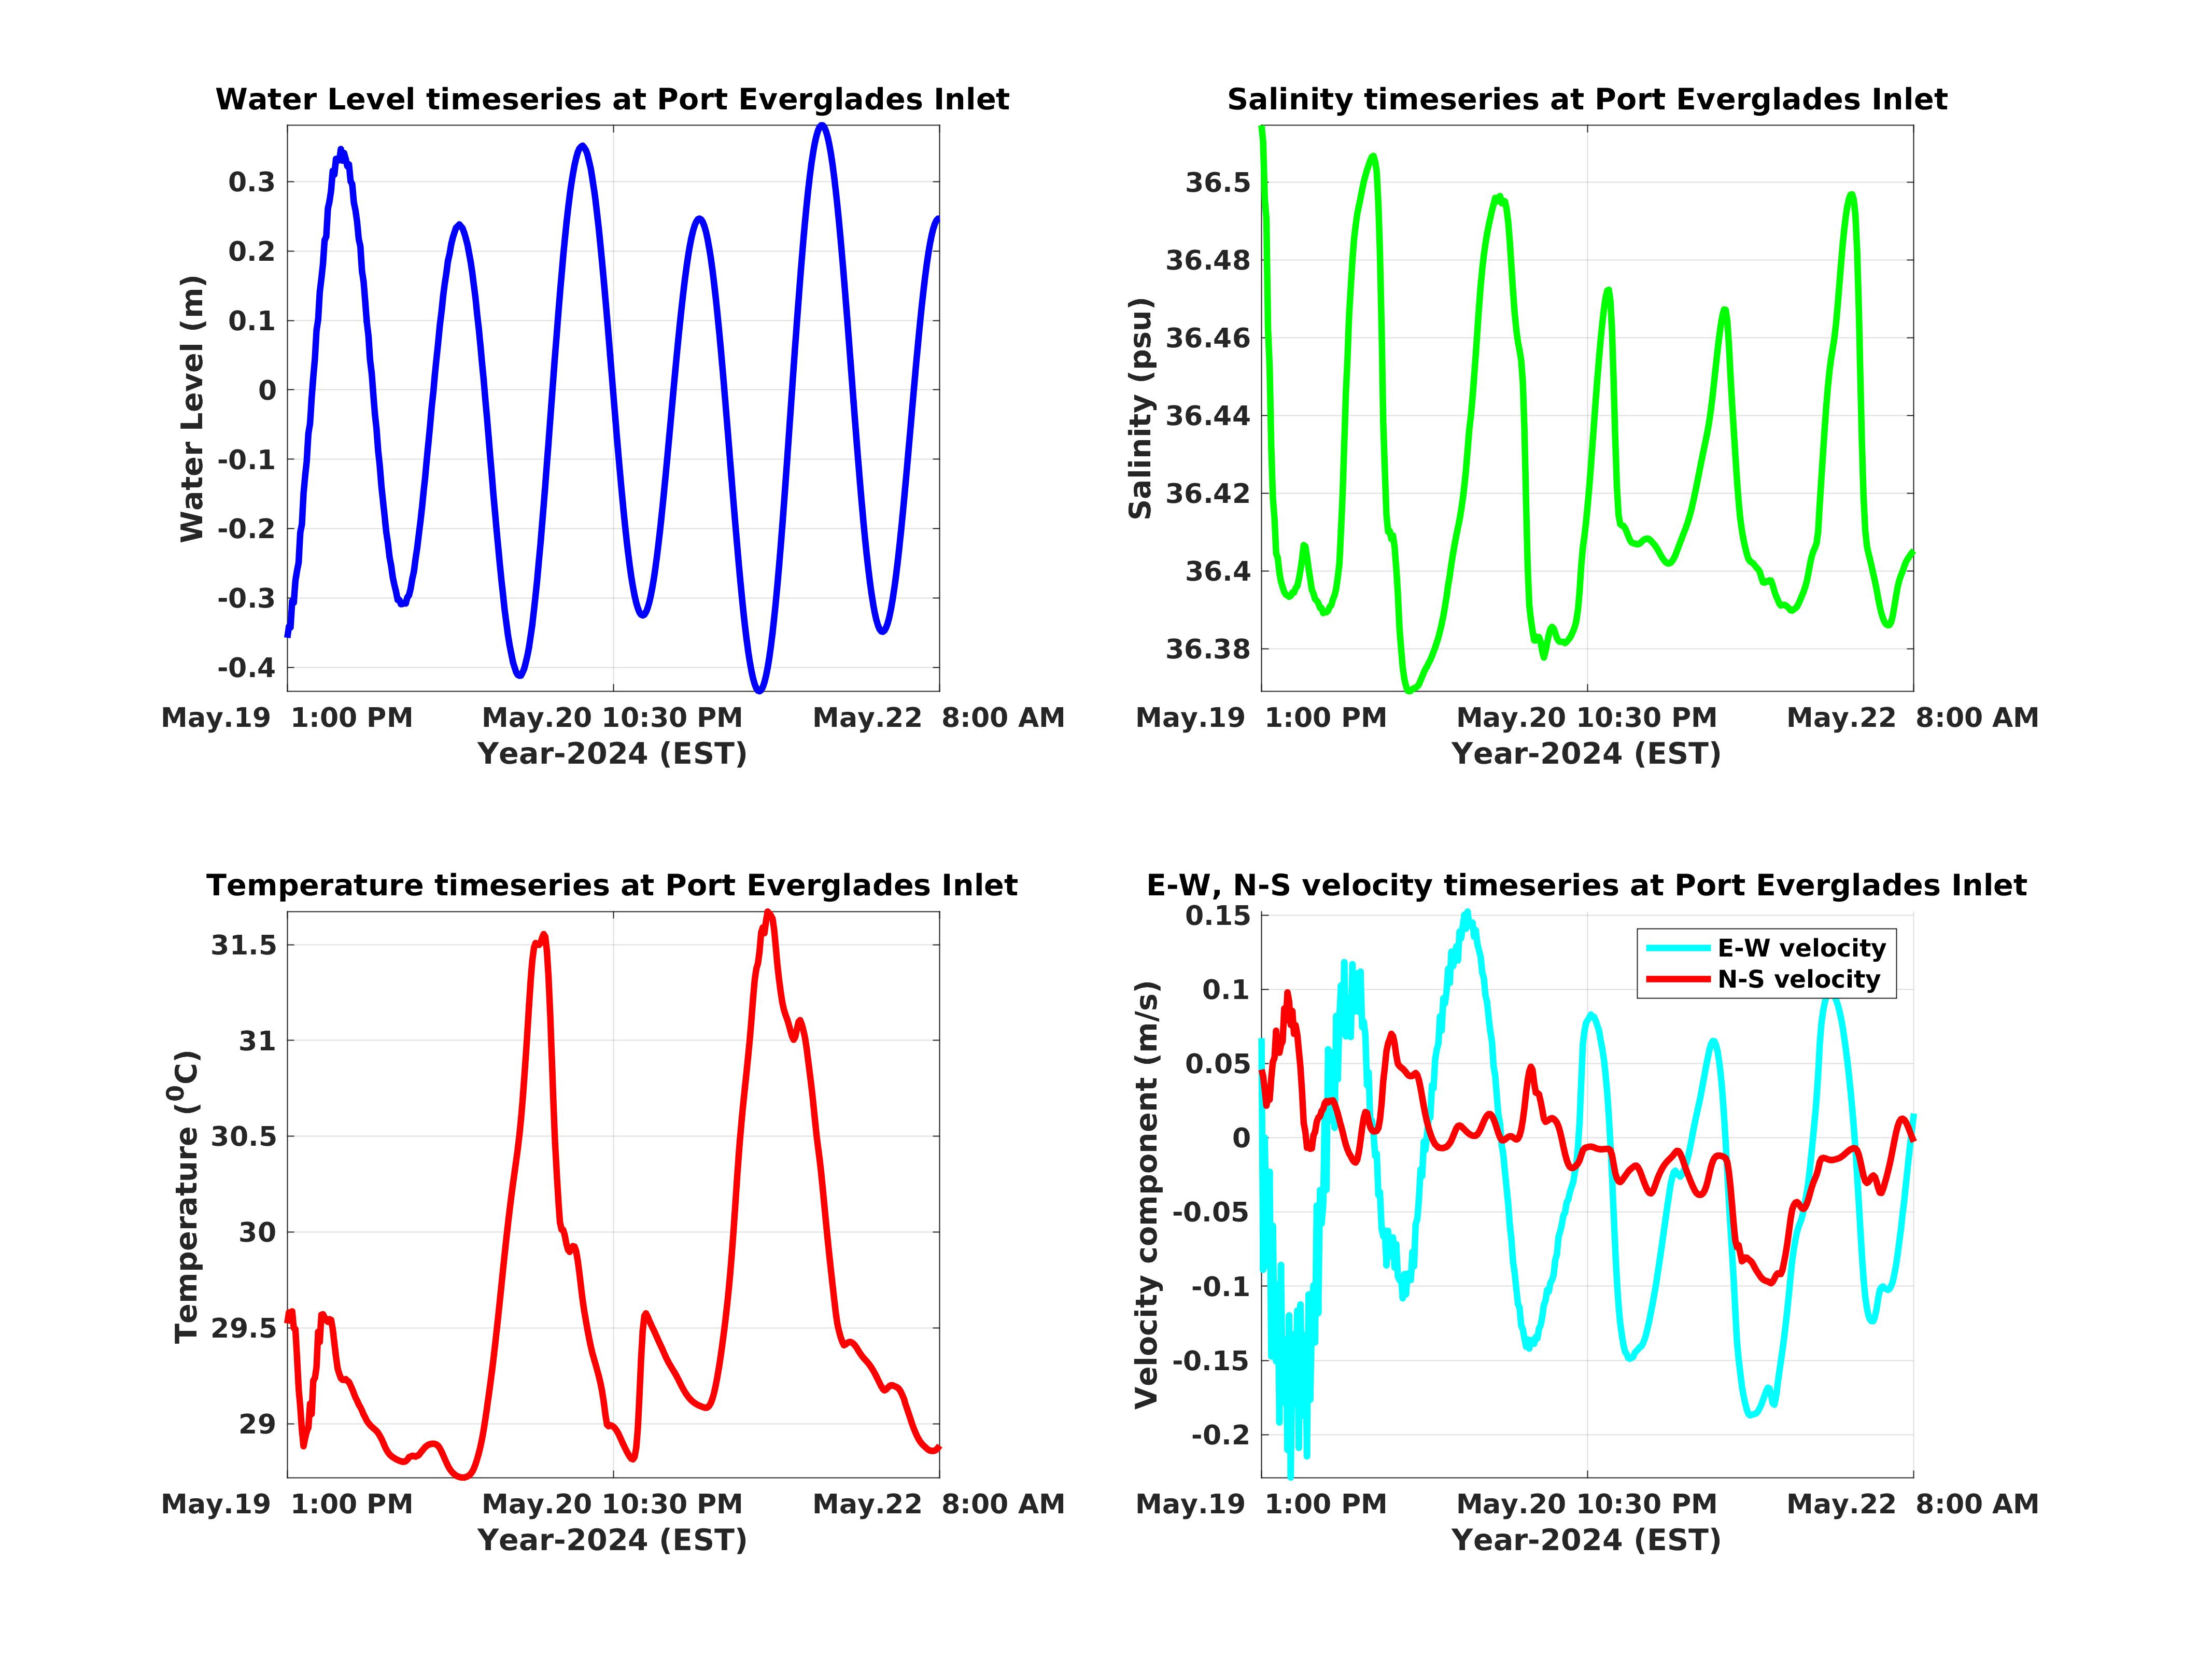 Water Level timeseries at Port Everglades Inlet
Water Level (m)
0.3
0.2
0.1
0
-0.1
-0.2
-0.3
-0.4
May.19 1:00 PM May.20 10:30 PM May.22 8:00 AM
Year-2024 (EST)
Salinity timeseries at Port Everglades Inlet
Salinity (psu)
36.5
36.48
36.46
36.44
36.42
36.4
36.38
May.19 1:00 PM May.20 10:30 PM May.22 8:00 AM
Year-2024 (EST)
Temperature timeseries at Port Everglades Inlet
Temperature (⁰C)
31.5
31
30.5
30
29.5
29
May.19 1:00 PM May.20 10:30 PM May.22 8:00 AM
Year-2024 (EST)
E-W, N-S velocity timeseries at Port Everglades Inlet
Velocity component (m/s)
0.15
0.1
0.05
0
-0.05
-0.1
-0.15
-0.2
E-W velocity
N-S velocity
May.19 1:00 PM May.20 10:30 PM May.22 8:00 AM
Year-2024 (EST)